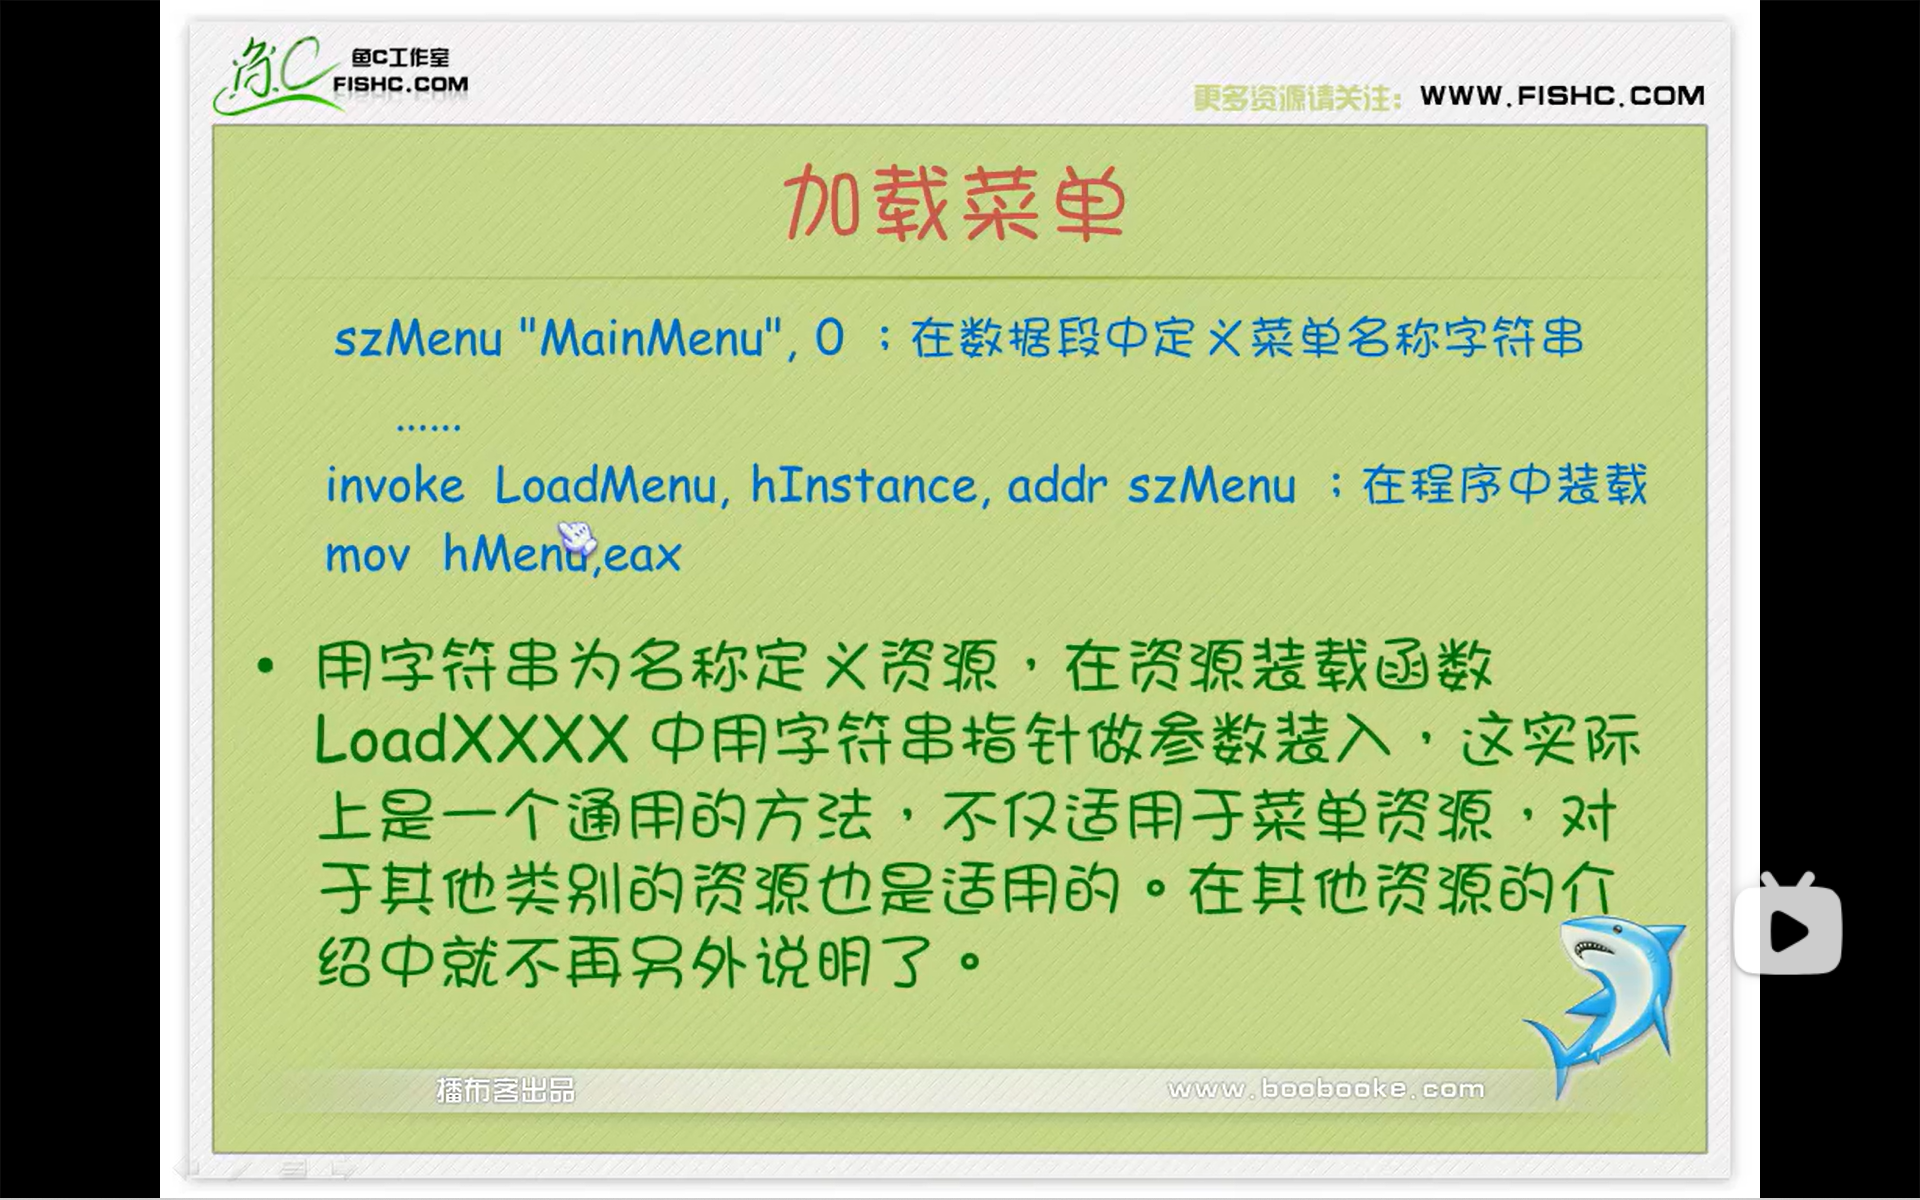 鱼C工作室
FISHC.COM
更多资源请关注: WWW.FISHC.COM
加载菜单
szMenu "MainMenu", 0 ；在数据段中定义菜单名称字符串
......
invoke LoadMenu, hInstance, addr szMenu ；在程序中装载
mov hMenu,eax
• 用字符串为名称定义资源，在资源装载函数
LoadXXXX 中用字符串指针做参数装入，这实际
上是一个通用的方法，不仅适用于菜单资源，对
于其他类别的资源也是适用的。在其他资源的介
绍中就不再另外说明了。
播布客出品
www.boobooke.com